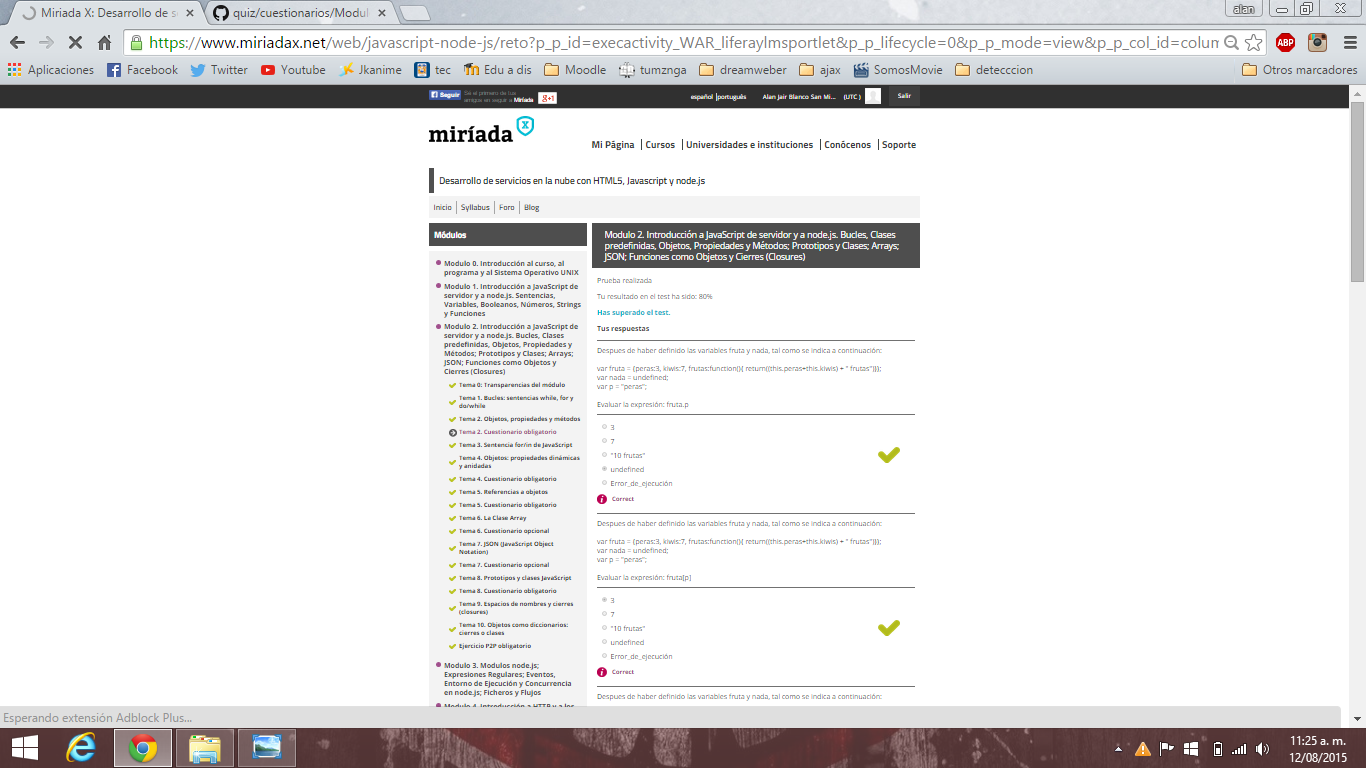 Miriada X: Desarrollo de s
quiz/cuestionarios/Modul
alan
https://www.miriadax.net/web/javascript-node-js/reto?p_p_id=execactivity_WAR_liferaylmsportlet&p_p_lifecycle=0&p_p_mode=view&p_p_col_id=colum
ABP
Aplicaciones
Facebook
Twitter
Youtube
Jkanime
tec
Edu a dis
Moodle
tumznga
dreamweber
ajax
SomosMovie
detecccion
Otros marcadores
Seguir
Sé el primero de tus
amigos en seguir a Miríada
g+1
español |portugués
Alan Jair Blanco San Mi...
(UTC )
Salir
miríada X
Mi Página | Cursos | Universidades e instituciones | Conócenos | Soporte
Desarrollo de servicios en la nube con HTML5, Javascript y node.js
Inicio | Syllabus | Foro | Blog
Módulos
Modulo 0. Introducción al curso, al
programa y al Sistema Operativo UNIX
Modulo 1. Introducción a JavaScript de
servidor y a node.js. Sentencias,
Variables, Booleanos, Números, Strings
y Funciones
Modulo 2. Introducción a JavaScript de
servidor y a node.js. Bucles, Clases
predefinidas, Objetos, Propiedades y
Métodos; Prototipos y Clases; Arrays;
JSON; Funciones como Objetos y
Cierres (Closures)
Tema 0: Transparencias del módulo
Tema 1. Bucles: sentencias while, for y
do/while
Tema 2. Objetos, propiedades y métodos
Tema 2. Cuestionario obligatorio
Tema 3. Sentencia for/in de JavaScript
Tema 4. Objetos: propiedades dinámicas
y anidadas
Tema 4. Cuestionario obligatorio
Tema 5. Referencias a objetos
Tema 5. Cuestionario obligatorio
Tema 6. La Clase Array
Tema 6. Cuestionario opcional
Tema 7. JSON (JavaScript Object
Notation)
Tema 7. Cuestionario opcional
Tema 8. Prototipos y clases JavaScript
Tema 8. Cuestionario obligatorio
Tema 9. Espacios de nombres y cierres
(closures)
Tema 10. Objetos como diccionarios:
cierres o clases
Ejercicio P2P obligatorio
Modulo 3. Modulos node.js;
Expresiones Regulares; Eventos,
Entorno de Ejecución y Concurrencia
en node.js; Ficheros y Flujos
Modulo 4. Introducción a HTTP y a los
Modulo 2. Introducción a JavaScript de servidor y a node.js. Bucles, Clases
predefinidas, Objetos, Propiedades y Métodos; Prototipos y Clases; Arrays;
JSON; Funciones como Objetos y Cierres (Closures)
Prueba realizada
Tu resultado en el test ha sido: 80%
Has superado el test.
Tus respuestas
Despues de haber definido las variables fruta y nada, tal como se indica a continuación:
var fruta = {peras:3, kiwis:7, frutas:function(){ return((this.peras+this.kiwis) + " frutas")}};
var nada = undefined;
var p = "peras";
Evaluar la expresión: fruta.p
3
7
"10 frutas"
undefined
Error_de_ejecución
Correct
Despues de haber definido las variables fruta y nada, tal como se indica a continuación:
var fruta = {peras:3, kiwis:7, frutas:function(){ return((this.peras+this.kiwis) + " frutas")}};
var nada = undefined;
var p = "peras";
Evaluar la expresión: fruta[p]
3
7
"10 frutas"
undefined
Error_de_ejecución
Correct
Despues de haber definido las variables fruta y nada, tal como se indica a continuación:
Esperando extensión Adblock Plus...
11:25 a. m.
12/08/2015